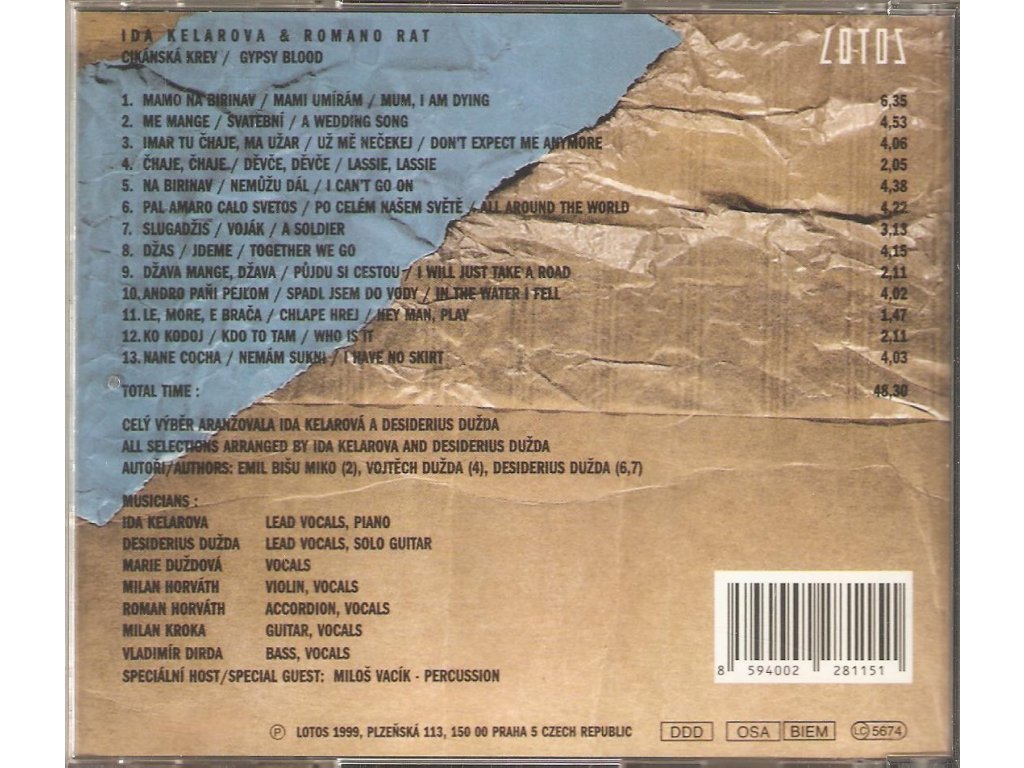 IDA KELAROVA & ROMANO RAT
CIKÁNSKÁ KREV / GYPSY BLOOD
LOTOS
1. MAMO NA BIRINAV / MAMI UMÍRÁM / MUM, I AM DYING 6,35
2. ME MANGE / SVATEBNÍ / A WEDDING SONG 4,53
3. IMAR TU ČHAJE, MA UŽAR / UŽ MĚ NEČEKEJ / DON'T EXPECT ME ANYMORE 4,06
4. ČHAJE, ČHAJE / DĚVČE, DĚVČE / LASSIE, LASSIE 2,05
5. NA BIRINAV / NEMŮŽU DÁL / I CAN'T GO ON 4,38
6. PAL AMARO CALO SVETOS / PO CELÉM NAŠEM SVĚTĚ / ALL AROUND THE WORLD 4,22
7. SLUGADŽIS / VOJÁK / A SOLDIER 3,13
8. DŽAS / JDEME / TOGETHER WE GO 4,15
9. DŽAVA MANGE, DŽAVA / PŮJDU SI CESTOU / I WILL JUST TAKE A ROAD 2,11
10. ANDRO PAŇI PEJĽOM / SPADL JSEM DO VODY / IN THE WATER I FELL 4,02
11. LE, MORE, E BRAČA / CHLAPE HREJ / HEY MAN, PLAY 1,47
12. KO KODOJ / KDO TO TAM / WHO IS IT 2,11
13. NANE COCHA / NEMÁM SUKNI / I HAVE NO SKIRT 4,03
TOTAL TIME : 48,30
CELÝ VÝBĚR ARANŽOVALA IDA KELAROVÁ A DESIDERIUS DUŽDA
ALL SELECTIONS ARRANGED BY IDA KELAROVA AND DESIDERIUS DUŽDA
AUTOŘI/AUTHORS: EMIL BIŠU MIKO (2), VOJTĚCH DUŽDA (4), DESIDERIUS DUŽDA (6,7)
MUSICIANS :
IDA KELAROVA LEAD VOCALS, PIANO
DESIDERIUS DUŽDA LEAD VOCALS, SOLO GUITAR
MARIE DUŽDOVÁ VOCALS
MILAN HORVÁTH VIOLIN, VOCALS
ROMAN HORVÁTH ACCORDION, VOCALS
MILAN KROKA GUITAR, VOCALS
VLADIMÍR DIRDA BASS, VOCALS
SPECIÁLNÍ HOST/SPECIAL GUEST: MILOŠ VACÍK - PERCUSSION
8 594002 281151
Ⓟ LOTOS 1999, PLZEŇSKÁ 113, 150 00 PRAHA 5 CZECH REPUBLIC DDD OSA BIEM LC 5674